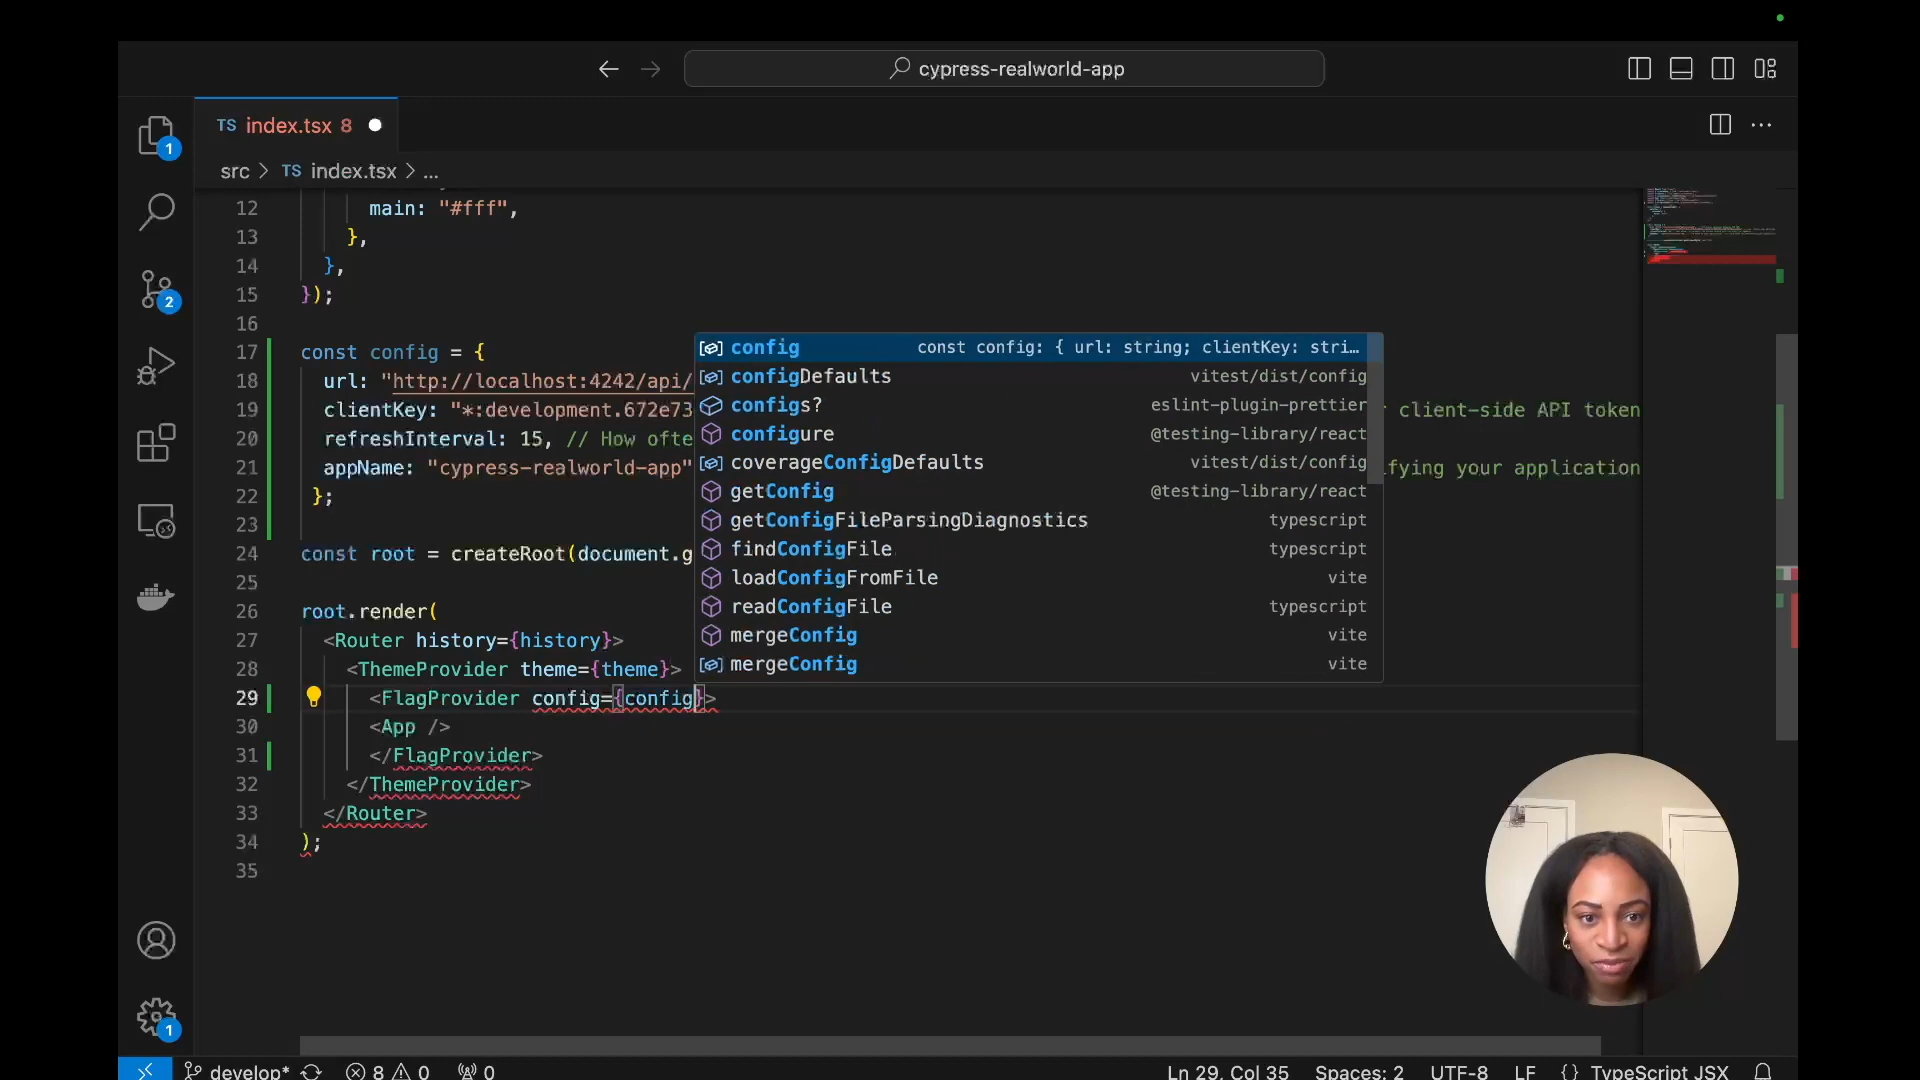 cypress-realworld-app
TS index.tsx 8
1
src > TS index.tsx > ...
12 main: "#fff",
13 },
14 },
15 });
16
17 const config = {
18 url: "http://localhost:4242/api/
19 clientKey: "*:development.672e73 client-side API token
20 refreshInterval: 15, // How ofte
21 appName: "cypress-realworld-app" ifying your application
22 };
23
24 const root = createRoot(document.g
25
26 root.render(
27 <Router history={history}>
28 <ThemeProvider theme={theme}>
29 <FlagProvider config={config}>
30 <App />
31 </FlagProvider>
32 </ThemeProvider>
33 </Router>
34 );
35
config const config: { url: string; clientKey: stri…
configDefaults vitest/dist/config
configs? eslint-plugin-prettier
configure @testing-library/react
coverageConfigDefaults vitest/dist/config
getConfig @testing-library/react
getConfigFileParsingDiagnostics typescript
findConfigFile typescript
loadConfigFromFile vite
readConfigFile typescript
mergeConfig vite
mergeConfig vite
2
1
develop* 8 0 0 Ln 29, Col 35 Spaces: 2 UTF-8 LF {} TypeScript JSX